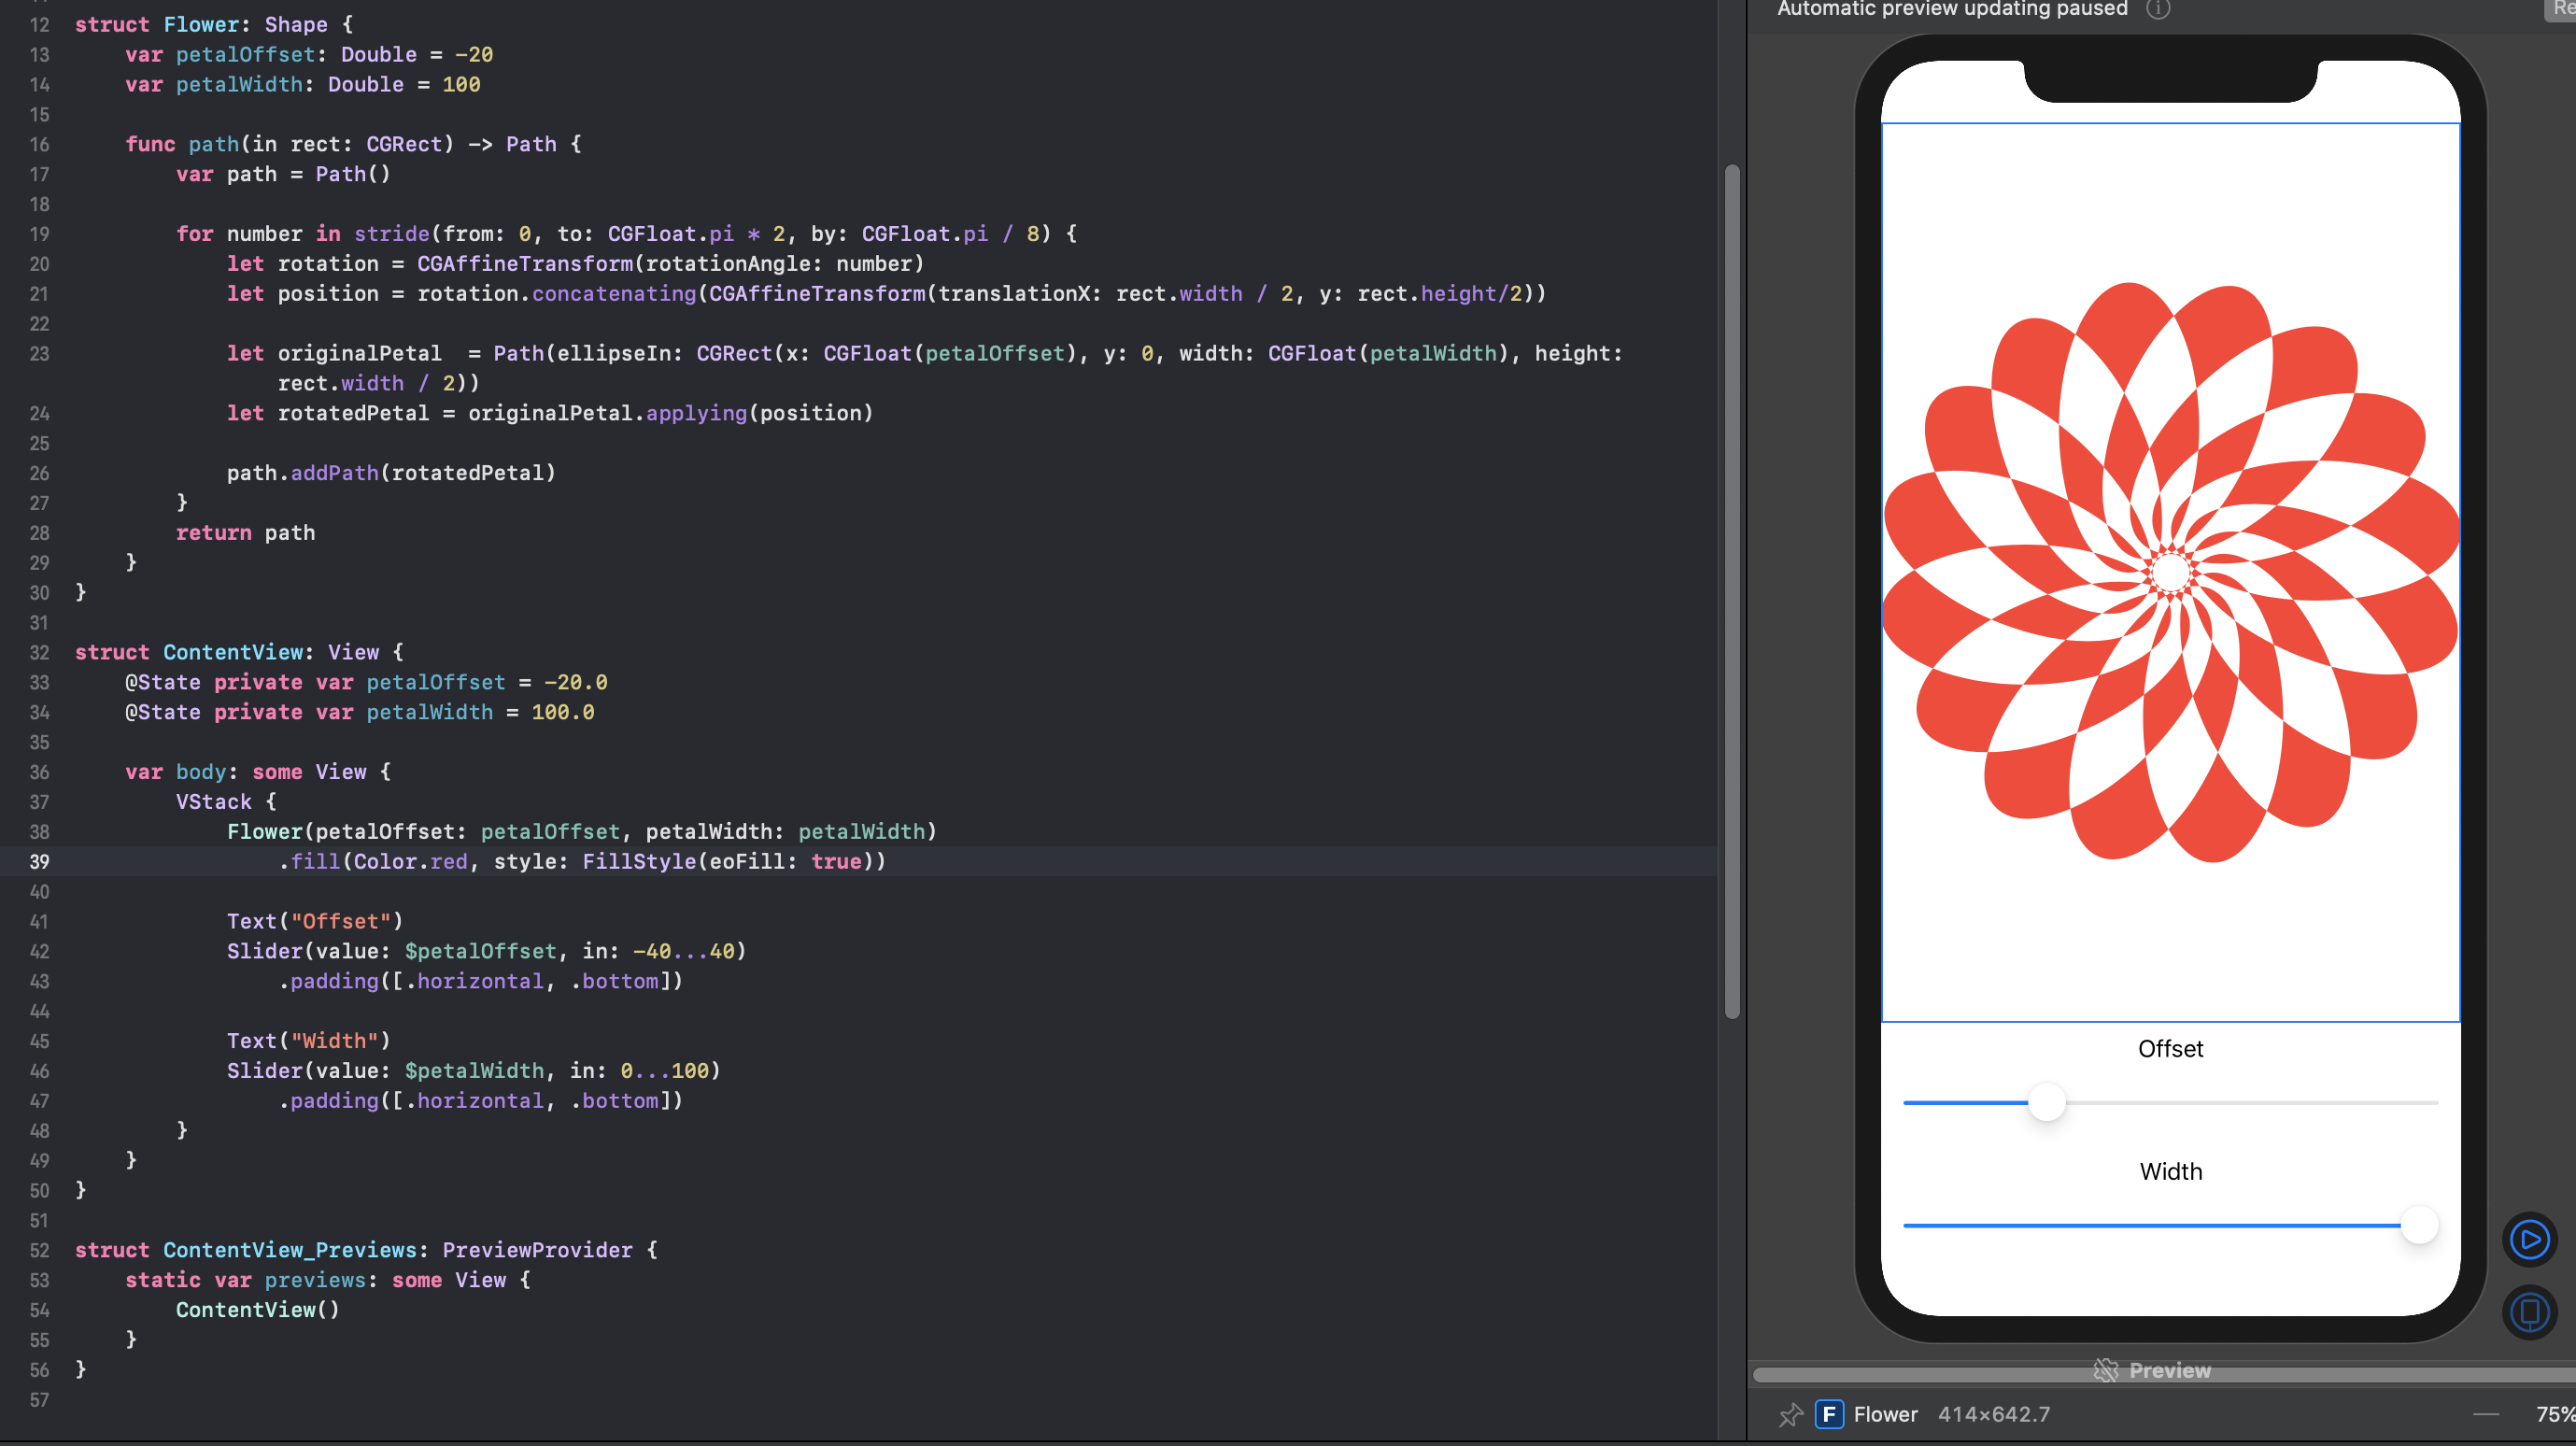 12 struct Flower: Shape {
13 var petalOffset: Double = -20
14 var petalWidth: Double = 100
15
16 func path(in rect: CGRect) -> Path {
17 var path = Path()
18
19 for number in stride(from: 0, to: CGFloat.pi * 2, by: CGFloat.pi / 8) {
20 let rotation = CGAffineTransform(rotationAngle: number)
21 let position = rotation.concatenating(CGAffineTransform(translationX: rect.width / 2, y: rect.height/2))
22
23 let originalPetal  = Path(ellipseIn: CGRect(x: CGFloat(petalOffset), y: 0, width: CGFloat(petalWidth), height:
rect.width / 2))
24 let rotatedPetal = originalPetal.applying(position)
25
26 path.addPath(rotatedPetal)
27 }
28 return path
29 }
30 }
31
32 struct ContentView: View {
33 @State private var petalOffset = -20.0
34 @State private var petalWidth = 100.0
35
36 var body: some View {
37 VStack {
38 Flower(petalOffset: petalOffset, petalWidth: petalWidth)
39 .fill(Color.red, style: FillStyle(eoFill: true))
40
41 Text("Offset")
42 Slider(value: $petalOffset, in: -40...40)
43 .padding([.horizontal, .bottom])
44
45 Text("Width")
46 Slider(value: $petalWidth, in: 0...100)
47 .padding([.horizontal, .bottom])
48 }
49 }
50 }
51
52 struct ContentView_Previews: PreviewProvider {
53 static var previews: some View {
54 ContentView()
55 }
56 }
57
Automatic preview updating paused
Offset
Width
Preview
F Flower 414×642.7
75%